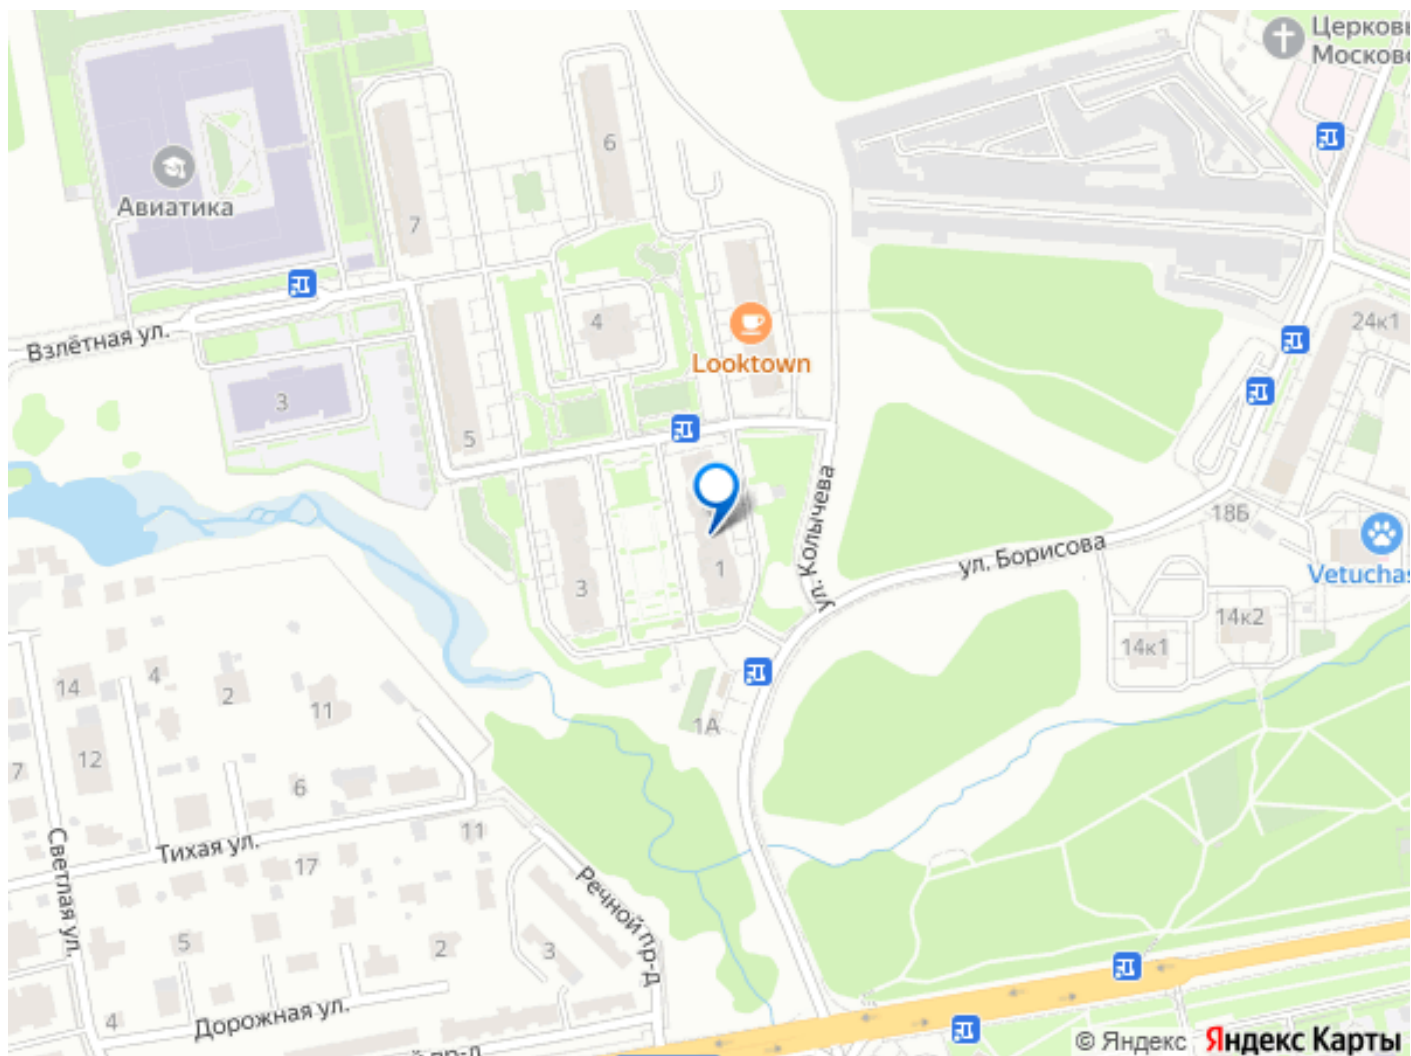 Церковь
Московс
6
Авиатика
7
4
24к1
Взлётная ул.
Looktown
3
5
ул. Колычева
18Б
ул. Борисова
1
3
Vetuchas
14к2
14к1
4
14
2
11
1А
12
7
6
11
Тихая ул.
Светлая ул.
17
Речной пр-д
5
2
3
4
Дорожная ул.
пр-д
© Яндекс Яндекс Карты